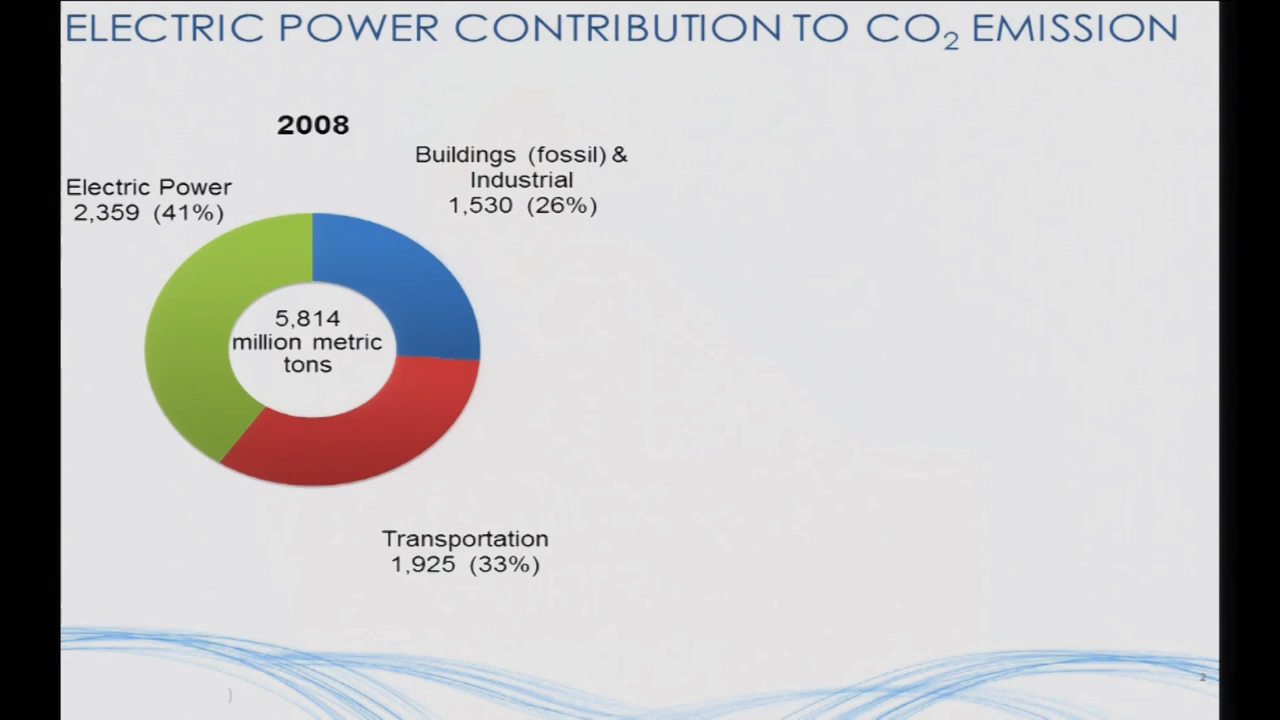 ELECTRIC POWER CONTRIBUTION TO CO₂ EMISSION
2008
Buildings (fossil) &
Industrial
1,530 (26%)
Electric Power
2,359 (41%)
5,814
million metric
tons
Transportation
1,925 (33%)
2
)